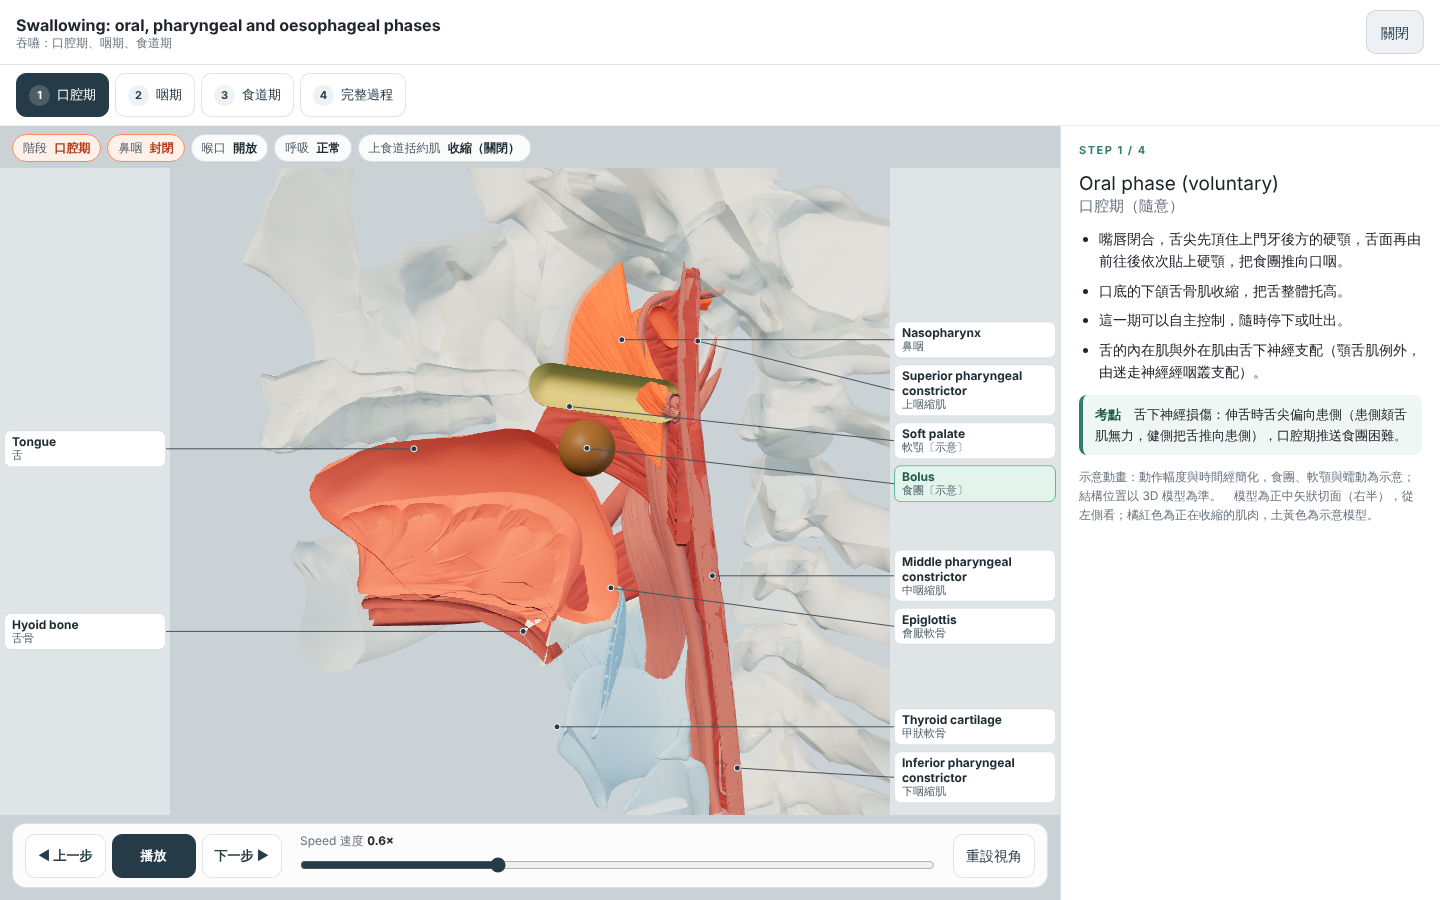 Swallowing: oral, pharyngeal and oesophageal phases
吞嚥：口腔期、咽期、食道期
關閉
1 口腔期
2 咽期
3 食道期
4 完整過程
階段 口腔期
鼻咽 封閉
喉口 開放
呼吸 正常
上食道括約肌 收縮（關閉）
Tongue
舌
Hyoid bone
舌骨
Nasopharynx
鼻咽
Superior pharyngeal
constrictor
上咽縮肌
Soft palate
軟顎〔示意〕
Bolus
食團〔示意〕
Middle pharyngeal
constrictor
中咽縮肌
Epiglottis
會厭軟骨
Thyroid cartilage
甲狀軟骨
Inferior pharyngeal
constrictor
下咽縮肌
◀ 上一步
播放
下一步 ▶
Speed 速度 0.6×
重設視角
STEP 1 / 4
Oral phase (voluntary)
口腔期（隨意）
嘴唇閉合，舌尖先頂住上門牙後方的硬顎，舌面再由
前往後依次貼上硬顎，把食團推向口咽。
口底的下頜舌骨肌收縮，把舌整體托高。
這一期可以自主控制，隨時停下或吐出。
舌的內在肌與外在肌由舌下神經支配（顎舌肌例外，
由迷走神經經咽叢支配）。
考點 舌下神經損傷：伸舌時舌尖偏向患側（患側頦舌
肌無力，健側把舌推向患側），口腔期推送食團困難。
示意動畫：動作幅度與時間經簡化，食團、軟顎與蠕動為示意；
結構位置以 3D 模型為準。 模型為正中矢狀切面（右半），從
左側看；橘紅色為正在收縮的肌肉，土黃色為示意模型。